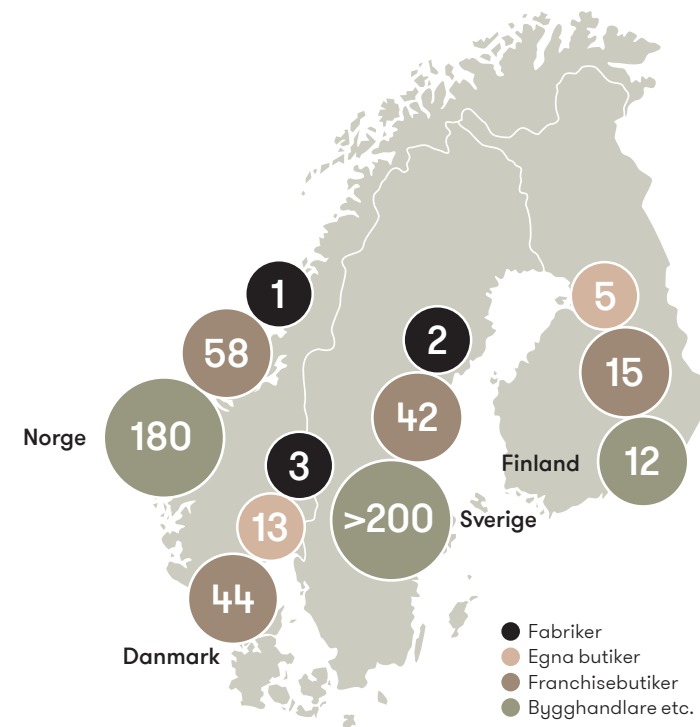 1
58
180
Norge
2
42
>200
Sverige
5
15
12
Finland
3
13
44
Danmark
Fabriker
Egna butiker
Franchisebutiker
Bygghandlare etc.